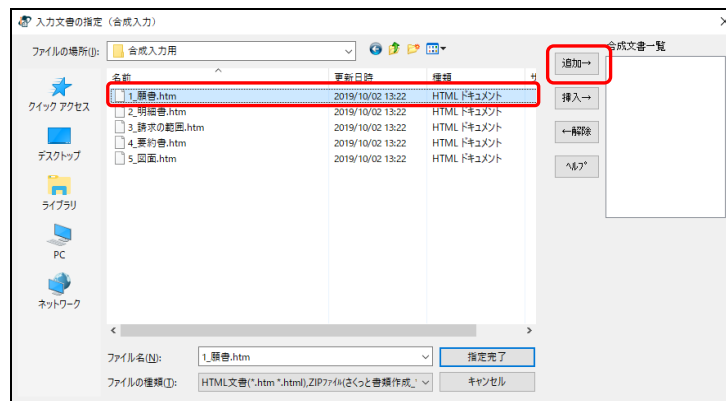 入力文書の指定（合成入力）
ファイルの場所(I):
合成入力用
合成文書一覧
追加→
挿入→
←解除
ヘルプ
名前
更新日時
種類
サ
1_願書.htm 2019/10/02 13:22 HTML ドキュメント
2_明細書.htm 2019/10/02 13:22 HTML ドキュメント
3_請求の範囲.htm 2019/10/02 13:22 HTML ドキュメント
4_要約書.htm 2019/10/02 13:22 HTML ドキュメント
5_図面.htm 2019/10/02 13:22 HTML ドキュメント
クイック アクセス
デスクトップ
ライブラリ
PC
ネットワーク
ファイル名(N):
1_願書.htm
指定完了
ファイルの種類(T):
HTML文書(*.htm *.html),ZIPファイル(さくっと書類作成_
キャンセル